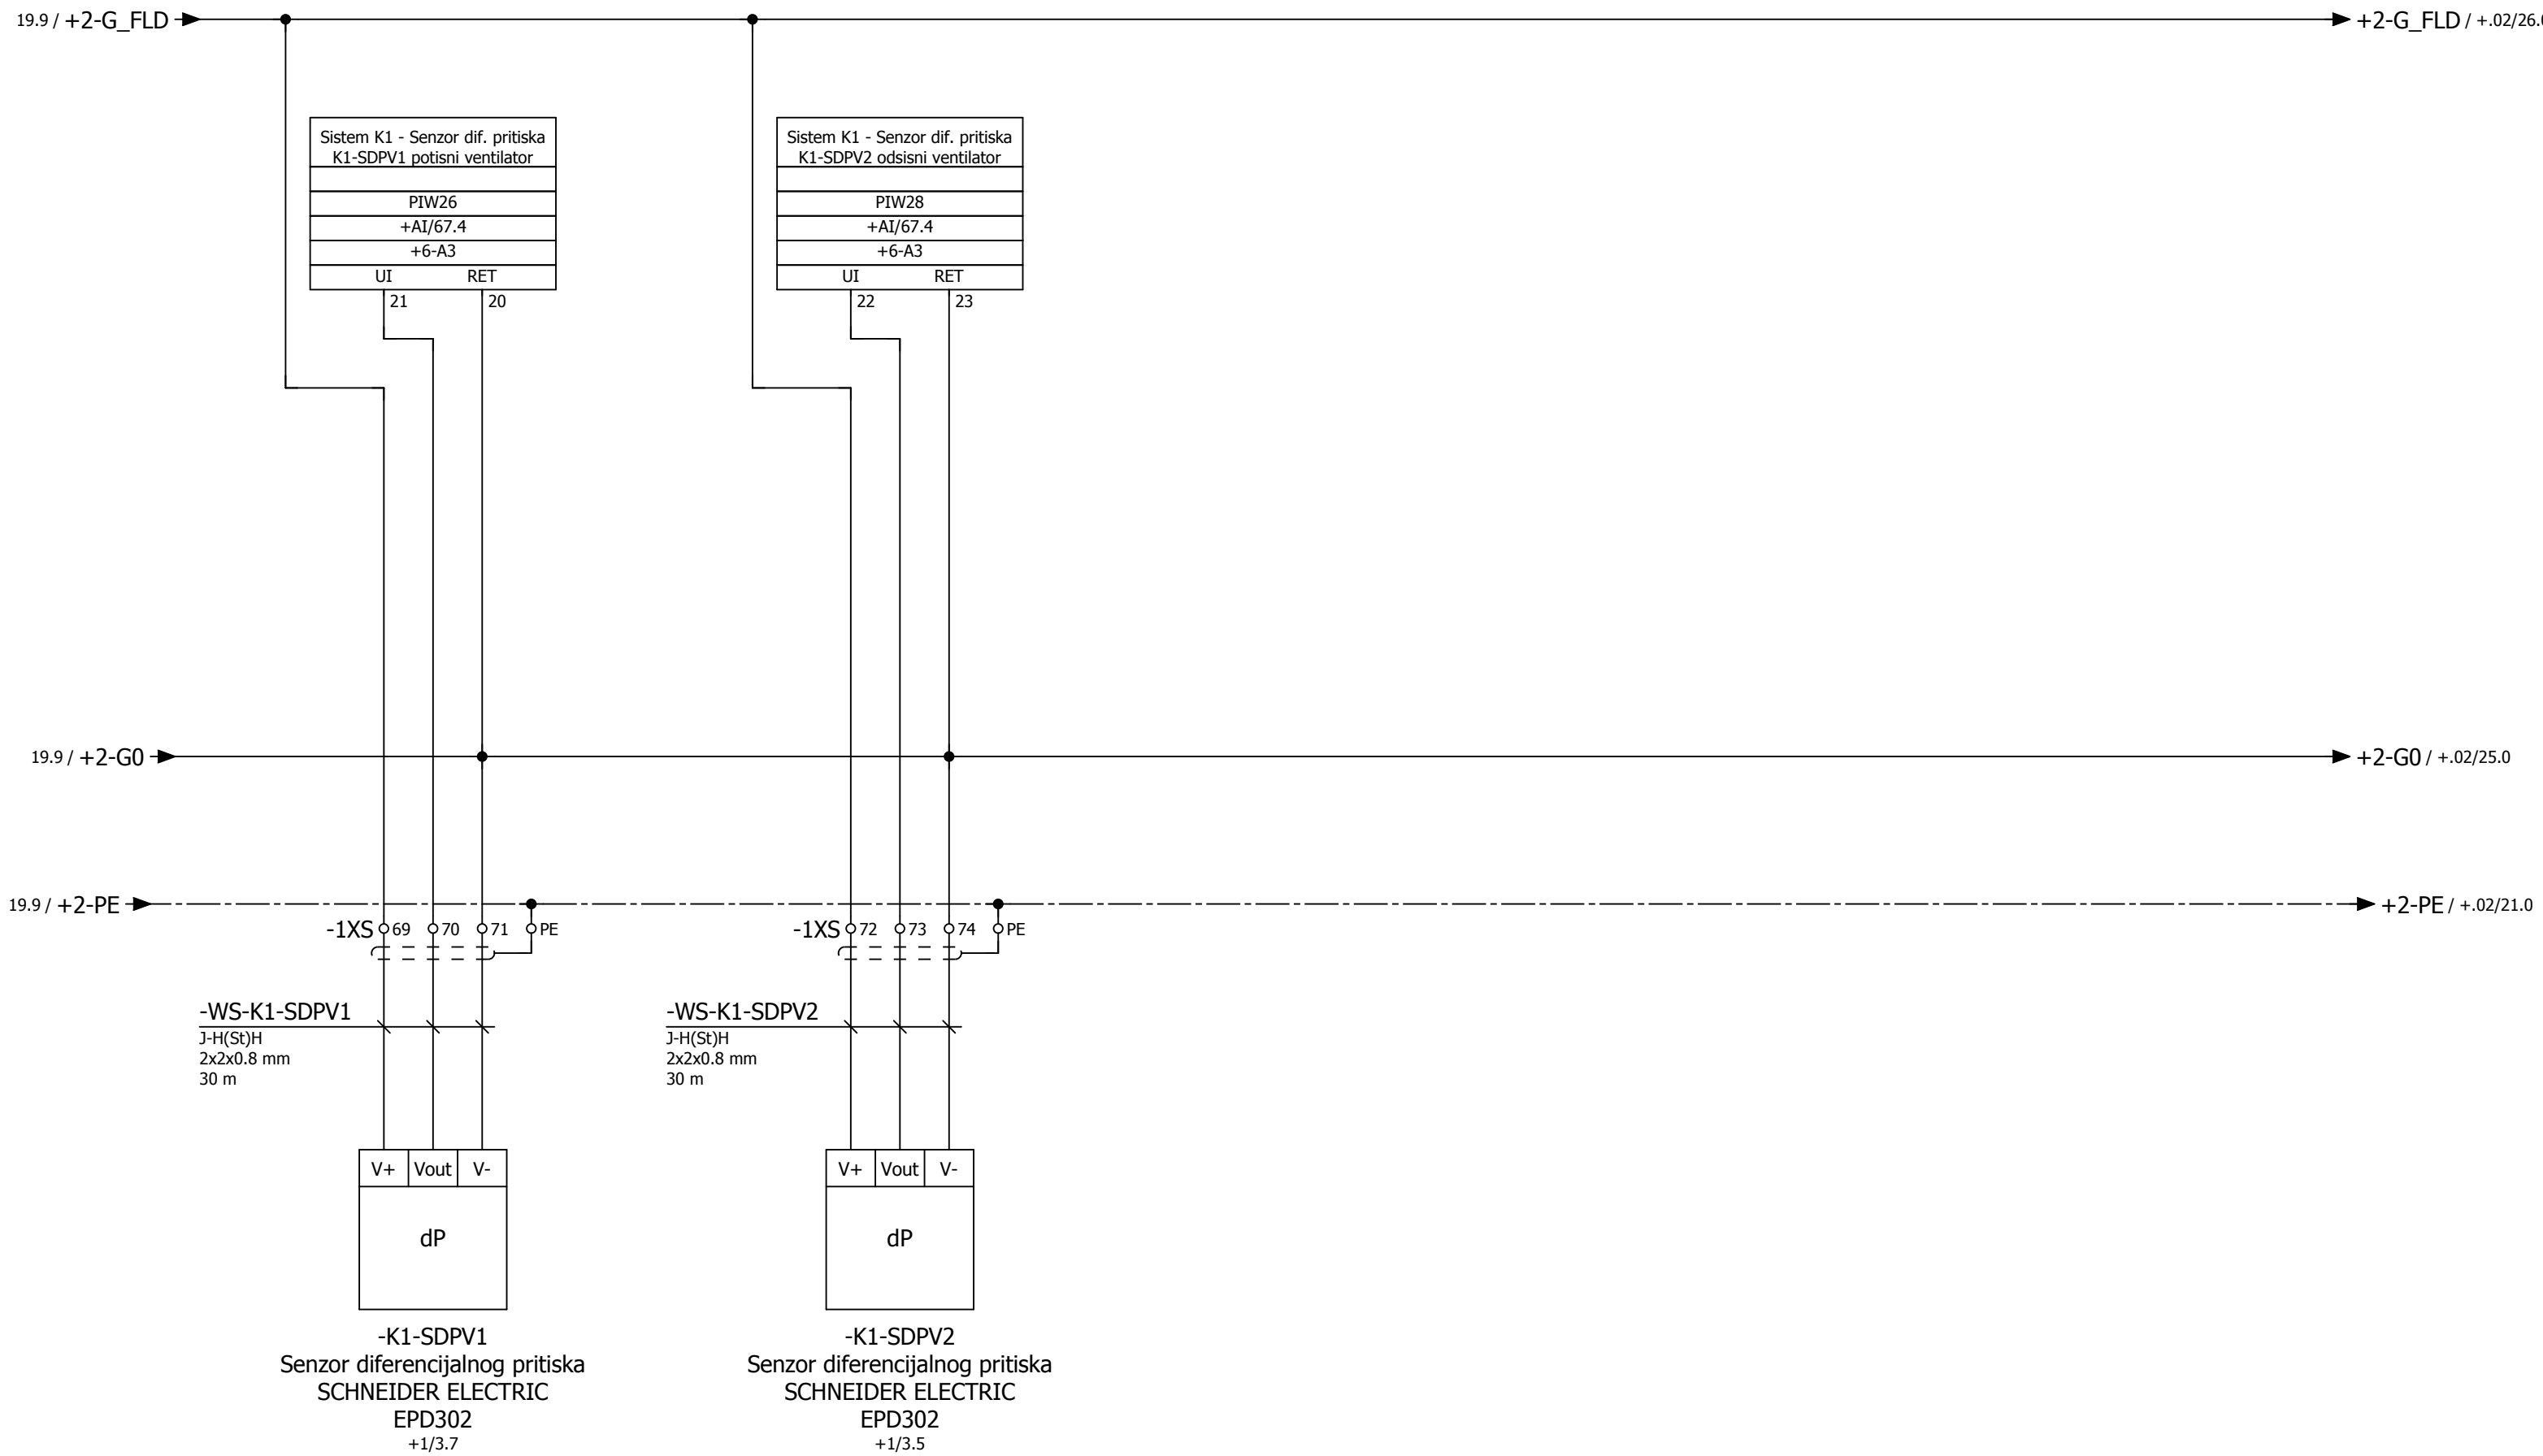 19.9 / +2-G_FLD
+2-G_FLD / +.02/26.0
Sistem K1 - Senzor dif. pritiska
K1-SDPV1 potisni ventilator
PIW26
+AI/67.4
+6-A3
UI RET
21 20
Sistem K1 - Senzor dif. pritiska
K1-SDPV2 odsisni ventilator
PIW28
+AI/67.4
+6-A3
UI RET
22 23
19.9 / +2-G0
+2-G0 / +.02/25.0
19.9 / +2-PE
+2-PE / +.02/21.0
-1XS 69 70 71 PE
-1XS 72 73 74 PE
-WS-K1-SDPV1
J-H(St)H
2x2x0.8 mm
30 m
-WS-K1-SDPV2
J-H(St)H
2x2x0.8 mm
30 m
V+ Vout V-
dP
-K1-SDPV1
Senzor diferencijalnog pritiska
SCHNEIDER ELECTRIC
EPD302
+1/3.7
V+ Vout V-
dP
-K1-SDPV2
Senzor diferencijalnog pritiska
SCHNEIDER ELECTRIC
EPD302
+1/3.5